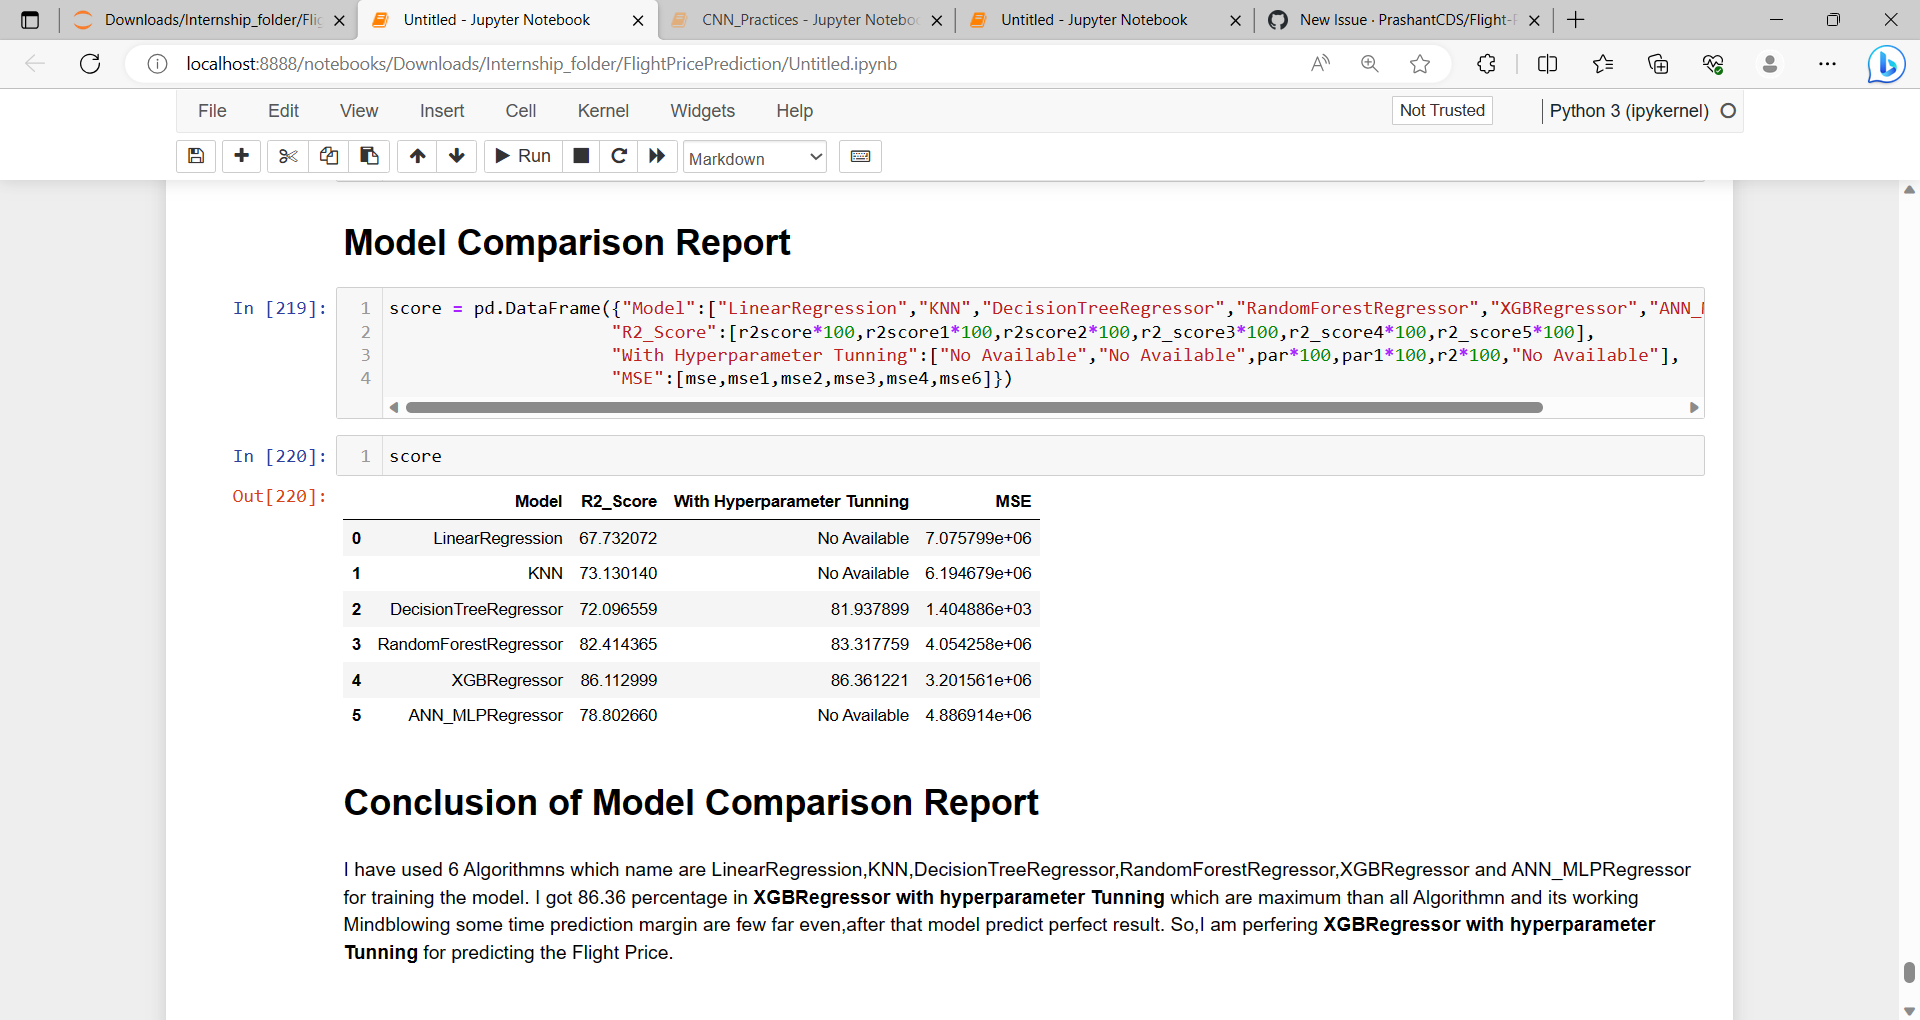 Downloads/Internship_folder/Flig
Untitled - Jupyter Notebook
CNN_Practices - Jupyter Notebo
Untitled - Jupyter Notebook
New Issue · PrashantCDS/Flight-F
localhost:8888/notebooks/Downloads/Internship_folder/FlightPricePrediction/Untitled.ipynb
File Edit View Insert Cell Kernel Widgets Help
Not Trusted
Python 3 (ipykernel)
Run
Markdown
Model Comparison Report
In [219]:
1 score = pd.DataFrame({"Model":["LinearRegression","KNN","DecisionTreeRegressor","RandomForestRegressor","XGBRegressor","ANN_
2 "R2_Score":[r2score*100,r2score1*100,r2score2*100,r2_score3*100,r2_score4*100,r2_score5*100],
3 "With Hyperparameter Tunning":["No Available","No Available",par*100,par1*100,r2*100,"No Available"],
4 "MSE":[mse,mse1,mse2,mse3,mse4,mse6]})
In [220]: 1 score
Out[220]:
Model R2_Score With Hyperparameter Tunning MSE
0 LinearRegression 67.732072 No Available 7.075799e+06
1 KNN 73.130140 No Available 6.194679e+06
2 DecisionTreeRegressor 72.096559 81.937899 1.404886e+03
3 RandomForestRegressor 82.414365 83.317759 4.054258e+06
4 XGBRegressor 86.112999 86.361221 3.201561e+06
5 ANN_MLPRegressor 78.802660 No Available 4.886914e+06
Conclusion of Model Comparison Report
I have used 6 Algorithmns which name are LinearRegression,KNN,DecisionTreeRegressor,RandomForestRegressor,XGBRegressor and ANN_MLPRegressor
for training the model. I got 86.36 percentage in XGBRegressor with hyperparameter Tunning which are maximum than all Algorithmn and its working
Mindblowing some time prediction margin are few far even,after that model predict perfect result. So,I am perfering XGBRegressor with hyperparameter
Tunning for predicting the Flight Price.